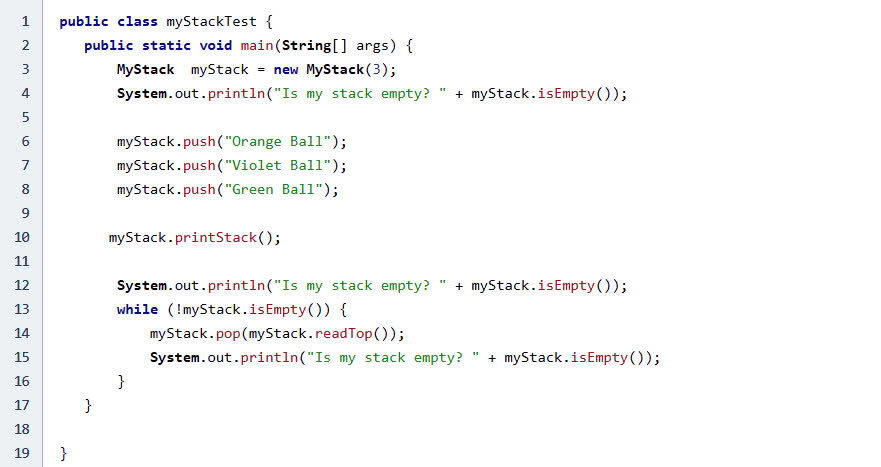 1 public class myStackTest {
2 public static void main(String[] args) {
3 MyStack  myStack = new MyStack(3);
4 System.out.println("Is my stack empty? " + myStack.isEmpty());
5
6 myStack.push("Orange Ball");
7 myStack.push("Violet Ball");
8 myStack.push("Green Ball");
9
10 myStack.printStack();
11
12 System.out.println("Is my stack empty? " + myStack.isEmpty());
13 while (!myStack.isEmpty()) {
14 myStack.pop(myStack.readTop());
15 System.out.println("Is my stack empty? " + myStack.isEmpty());
16 }
17 }
18
19 }